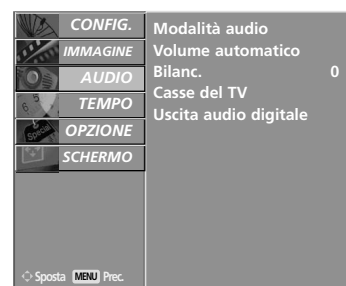 CONFIG.
IMMAGINE
AUDIO
TEMPO
OPZIONE
SCHERMO
Modalità audio
Volume automatico
Bilanc. 0
Casse del TV
Uscita audio digitale
Special
Sposta MENU Prec.